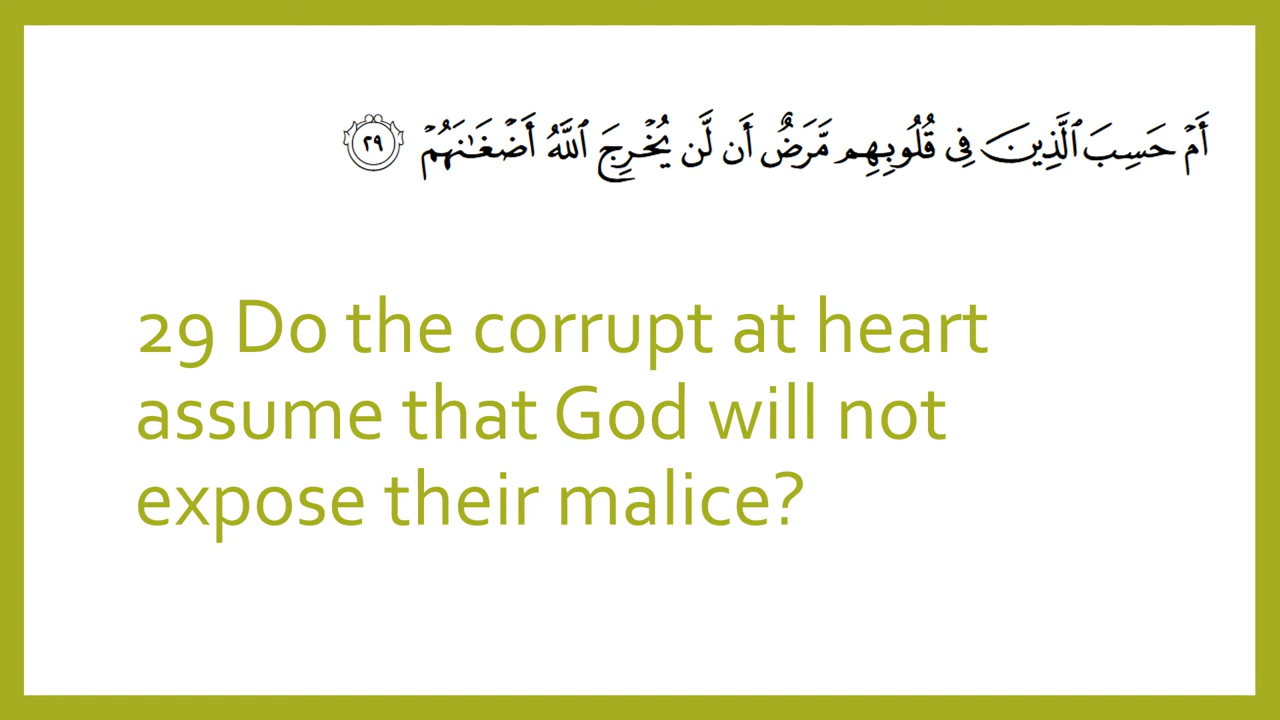 أَمْ حَسِبَ ٱلَّذِينَ فِى قُلُوبِهِم مَّرَضٌ أَن لَّن يُخْرِجَ ٱللَّهُ أَضْغَـٰنَهُمْ ٢٩
29 Do the corrupt at heart
assume that God will not
expose their malice?